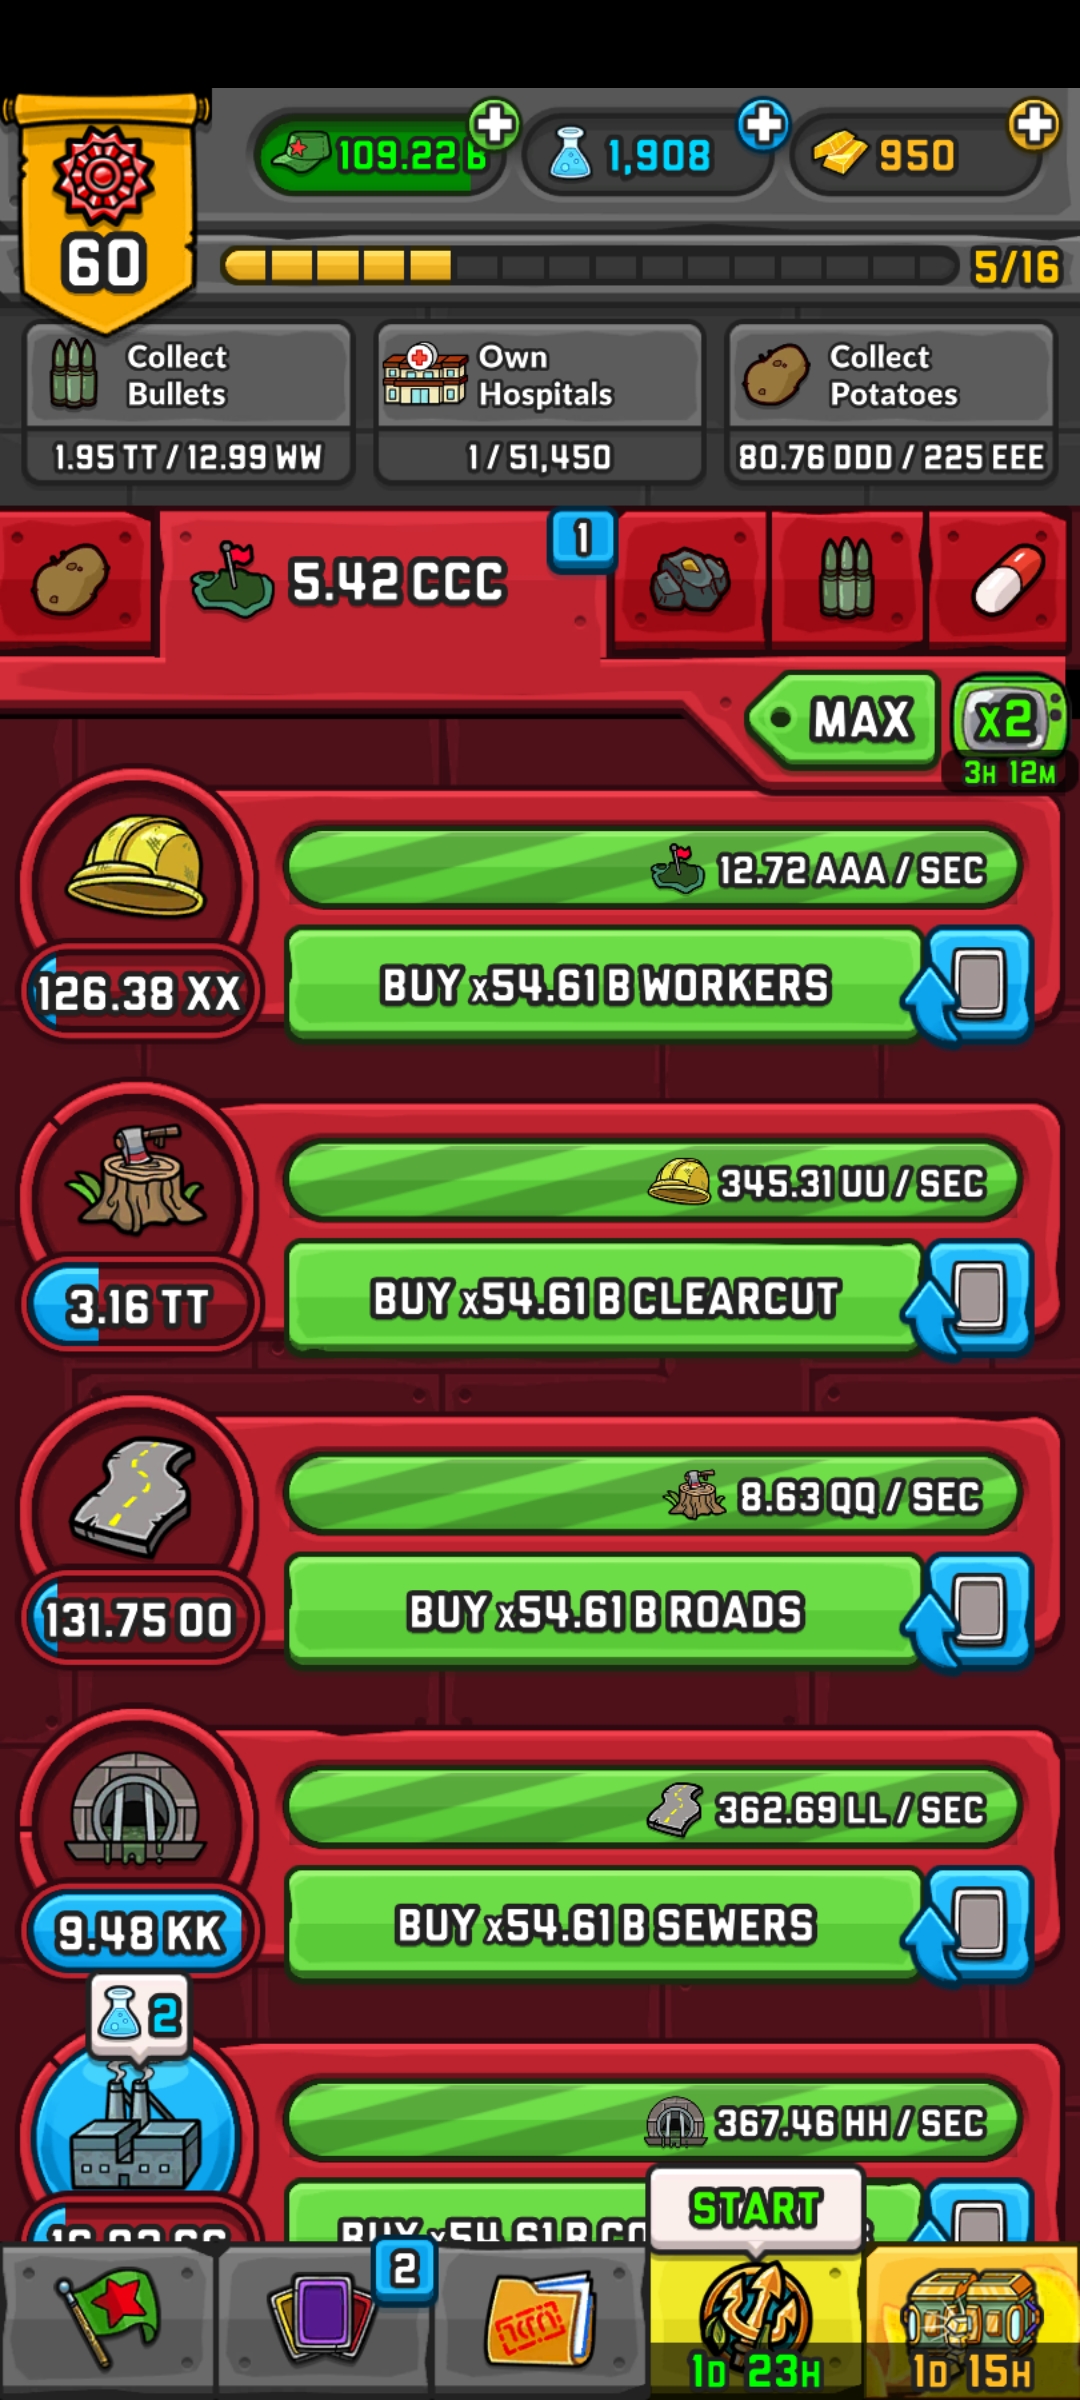 109.22 B
1,908
950
60
5/16
Collect
Bullets
1.95 TT / 12.99 WW
Own
Hospitals
1 / 51,450
Collect
Potatoes
80.76 DDD / 225 EEE
5.42 CCC
1
MAX
x2
3H 12M
12.72 AAA / SEC
126.38 XX
BUY x54.61 B WORKERS
345.31 UU / SEC
3.16 TT
BUY x54.61 B CLEARCUT
8.63 QQ / SEC
131.75 OO
BUY x54.61 B ROADS
362.69 LL / SEC
9.48 KK
BUY x54.61 B SEWERS
2
367.46 HH / SEC
BUY x54.61 B
START
2
1D 23H
1D 15H